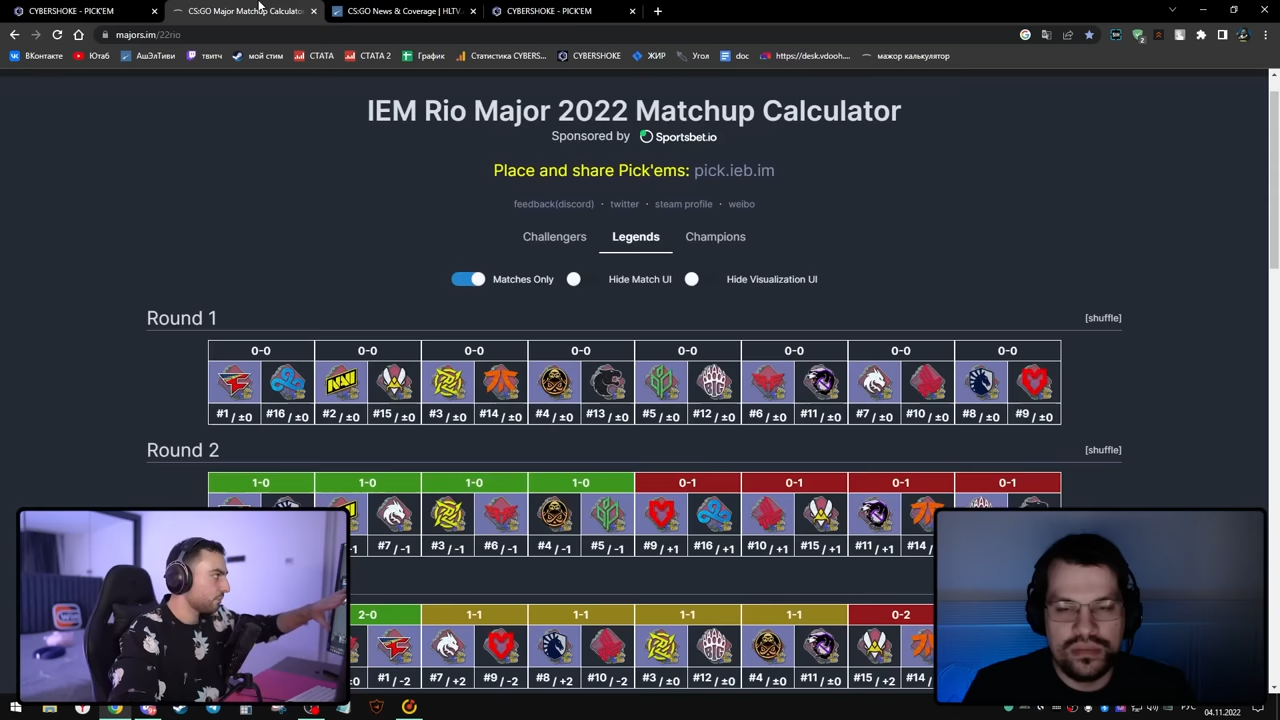 CYBERSHOKE - PICK'EM
CS:GO Major Matchup Calculator
CS:GO News & Coverage | HLTV.
CYBERSHOKE - PICK'EM
majors.im/22rio
ВКонтакте
Ютаб
АшЭлТиви
твитч
мой стим
СТАТА
СТАТА 2
График
Статистика CYBERS...
CYBERSHOKE
ЖИР
Угол
doc
https://desk.vdooh...
мажор калькулятор
IEM Rio Major 2022 Matchup Calculator
Sponsored by Sportsbet.io
Place and share Pick'ems: pick.ieb.im
feedback(discord) · twitter · steam profile · weibo
Challengers Legends Champions
Matches Only Hide Match UI Hide Visualization UI
Round 1 [shuffle]
0-0 0-0 0-0 0-0 0-0 0-0 0-0 0-0
#1 / ±0 #16 / ±0 #2 / ±0 #15 / ±0 #3 / ±0 #14 / ±0 #4 / ±0 #13 / ±0 #5 / ±0 #12 / ±0 #6 / ±0 #11 / ±0 #7 / ±0 #10 / ±0 #8 / ±0 #9 / ±0
Round 2 [shuffle]
1-0 1-0 1-0 1-0 0-1 0-1 0-1 0-1
#7 / -1 #3 / -1 #6 / -1 #4 / -1 #5 / -1 #9 / +1 #16 / +1 #10 / +1 #15 / +1 #11 / +1 #14
2-0 1-1 1-1 1-1 1-1 0-2
#1 / -2 #7 / +2 #9 / -2 #8 / +2 #10 / -2 #3 / ±0 #12 / ±0 #4 / ±0 #11 / ±0 #15 / +2 #14
РУС
04.11.2022